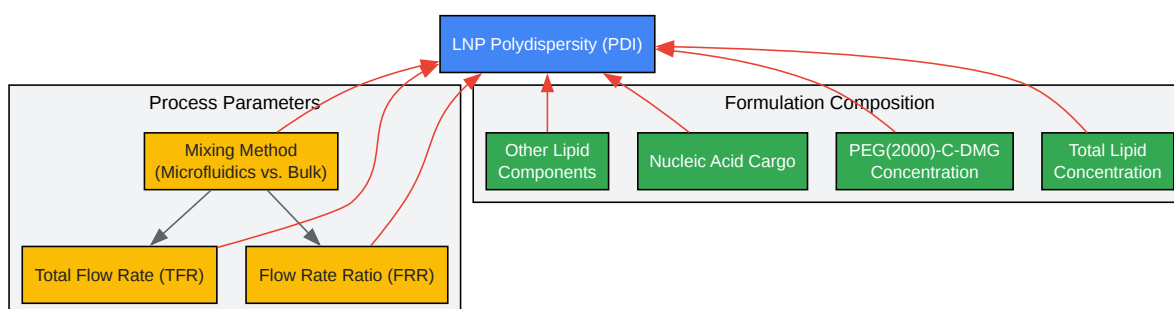 LNP Polydispersity (PDI)
Process Parameters
Mixing Method
(Microfluidics vs. Bulk)
Total Flow Rate (TFR)
Flow Rate Ratio (FRR)
Formulation Composition
Other Lipid
Components
Nucleic Acid Cargo
PEG(2000)-C-DMG
Concentration
Total Lipid
Concentration